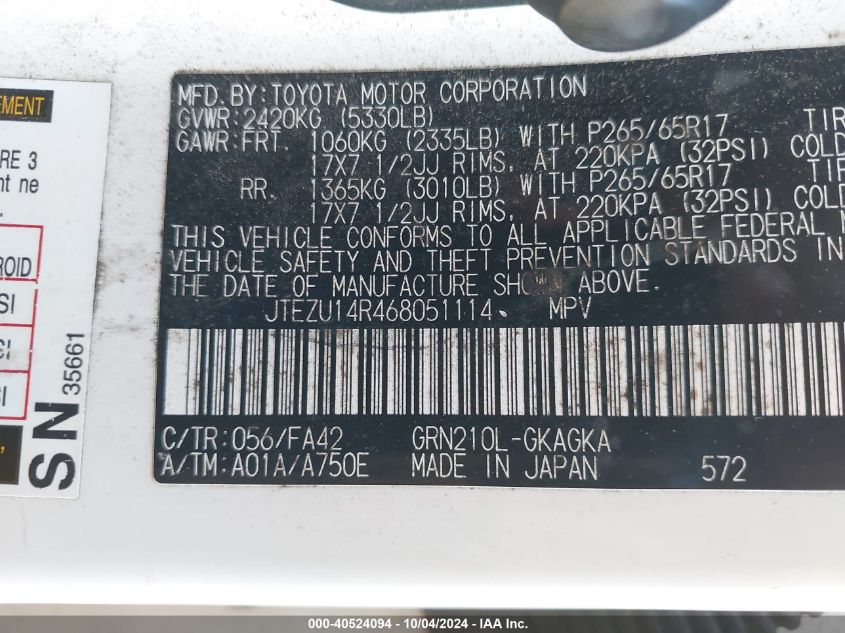 EMENT
RE 3
nt ne
ROID
SI
SI
SI
SN 35661
MFD. BY: TOYOTA MOTOR CORPORATION
GVWR: 2420KG (5330LB)
GAWR: FRT. 1060KG (2335LB) WITH P265/65R17 TIR
17X7 1/2JJ RIMS, AT 220KPA (32PSI) COLD
RR. 1365KG (3010LB) WITH P265/65R17 TIR
17X7 1/2JJ RIMS, AT 220KPA (32PSI) COLD
THIS VEHICLE CONFORMS TO ALL APPLICABLE FEDERAL M
VEHICLE SAFETY AND THEFT PREVENTION STANDARDS IN
THE DATE OF MANUFACTURE SHOWN ABOVE.
JTEZU14R468051114 MPV
C/TR: 056/FA42 GRN210L-GKAGKA
A/TM: A01A/A750E MADE IN JAPAN 572
000-40524094 - 10/04/2024 - IAA Inc.